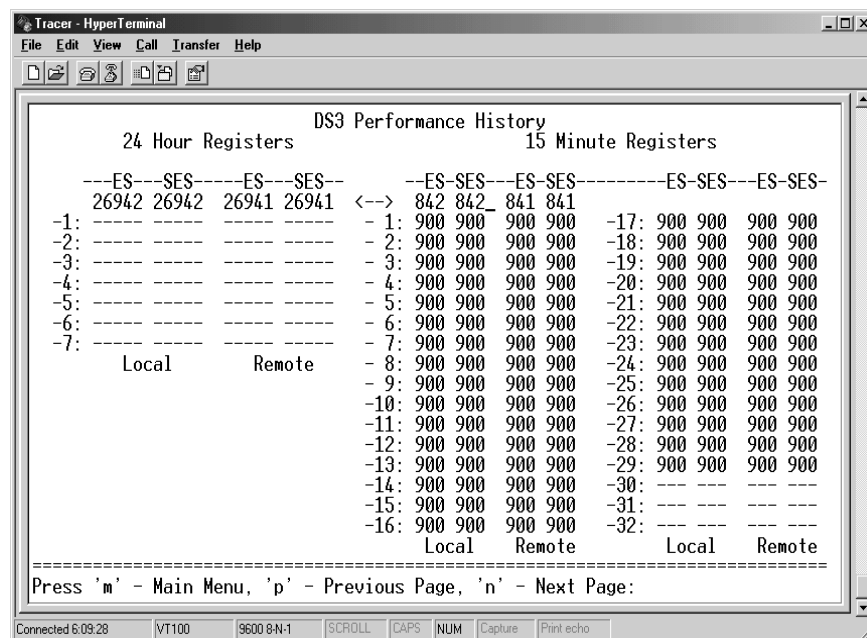 Tracer - HyperTerminal
File Edit View Call Transfer Help
DS3 Performance History
24 Hour Registers 15 Minute Registers
---ES---SES-----ES---SES-- --ES-SES---ES-SES---------ES-SES---ES-SES-
26942 26942 26941 26941 <--> 842 842_ 841 841
-1: ----- ----- ----- ----- - 1: 900 900 900 900 -17: 900 900 900 900
-2: ----- ----- ----- ----- - 2: 900 900 900 900 -18: 900 900 900 900
-3: ----- ----- ----- ----- - 3: 900 900 900 900 -19: 900 900 900 900
-4: ----- ----- ----- ----- - 4: 900 900 900 900 -20: 900 900 900 900
-5: ----- ----- ----- ----- - 5: 900 900 900 900 -21: 900 900 900 900
-6: ----- ----- ----- ----- - 6: 900 900 900 900 -22: 900 900 900 900
-7: ----- ----- ----- ----- - 7: 900 900 900 900 -23: 900 900 900 900
Local Remote - 8: 900 900 900 900 -24: 900 900 900 900
- 9: 900 900 900 900 -25: 900 900 900 900
-10: 900 900 900 900 -26: 900 900 900 900
-11: 900 900 900 900 -27: 900 900 900 900
-12: 900 900 900 900 -28: 900 900 900 900
-13: 900 900 900 900 -29: 900 900 900 900
-14: 900 900 900 900 -30: --- --- --- ---
-15: 900 900 900 900 -31: --- --- --- ---
-16: 900 900 900 900 -32: --- --- --- ---
Local Remote Local Remote
================================================================================
Press 'm' - Main Menu, 'p' - Previous Page, 'n' - Next Page:
Connected 6:09:28 VT100 9600 8-N-1 SCROLL CAPS NUM Capture Print echo